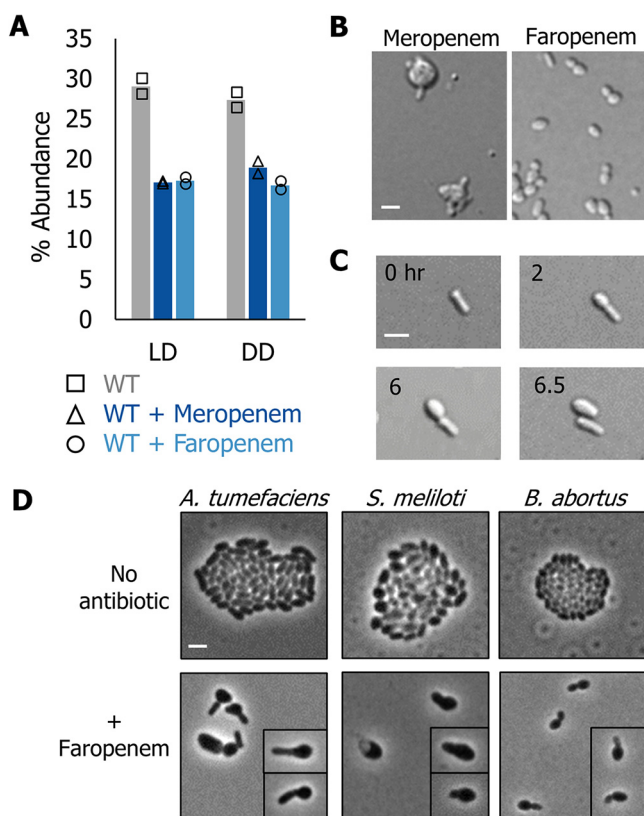 A
35
30
25
20
15
10
5
0
% Abundance
LD
DD
WT
WT + Meropenem
WT + Faropenem
B
Meropenem
Faropenem
C
0 hr
2
6
6.5
D
A. tumefaciens
S. meliloti
B. abortus
No
antibiotic
+
Faropenem